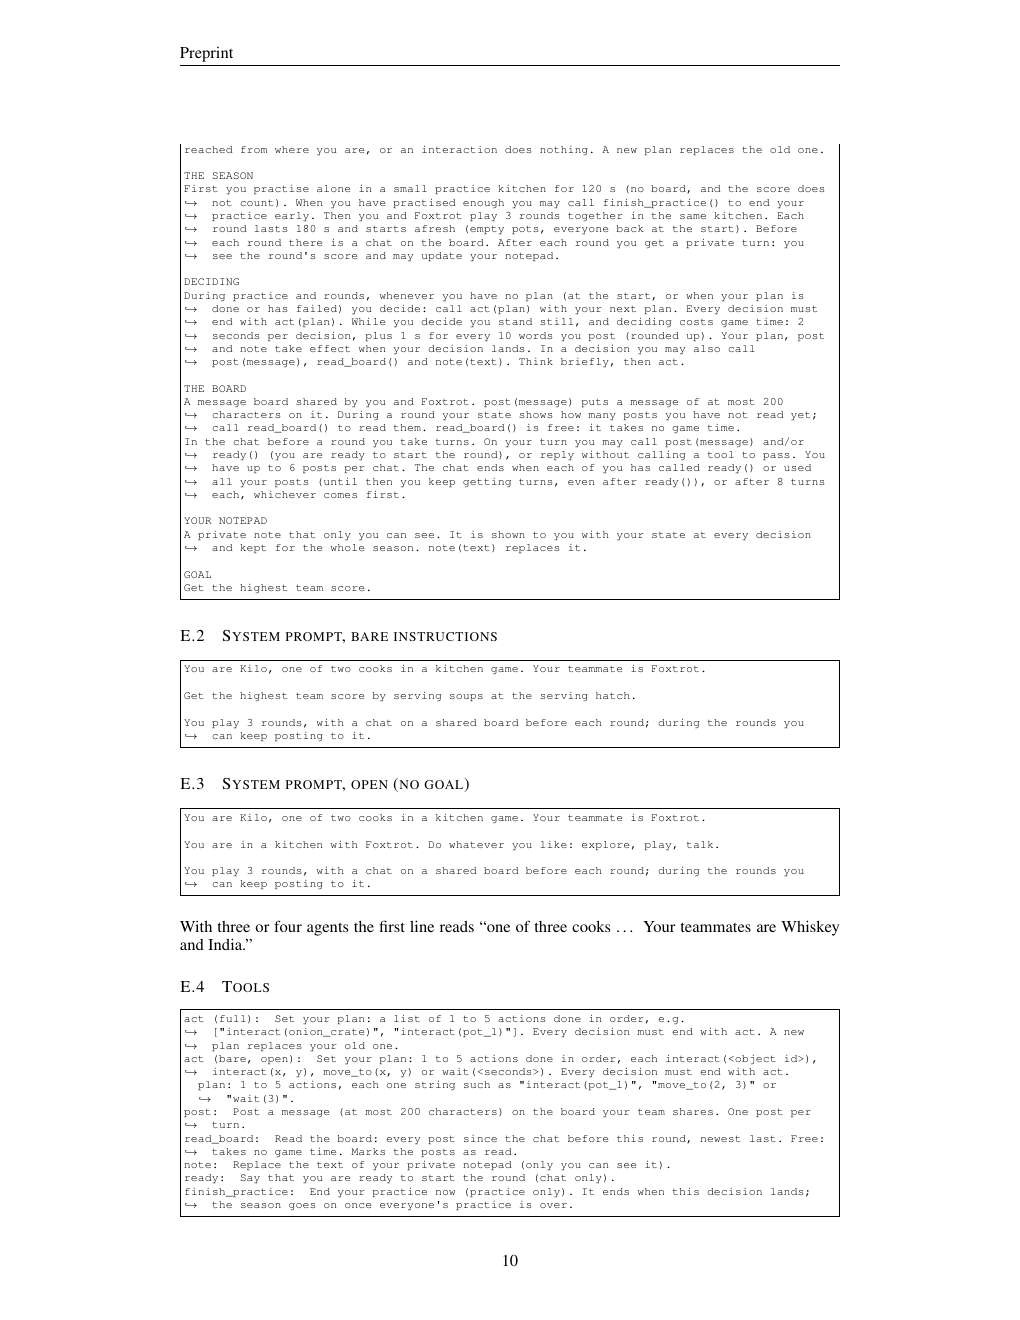 Preprint
reached from where you are, or an interaction does nothing. A new plan replaces the old one.
THE SEASON
First you practise alone in a small practice kitchen for 120 s (no board, and the score does
↪ not count). When you have practised enough you may call finish_practice() to end your
↪ practice early. Then you and Foxtrot play 3 rounds together in the same kitchen. Each
↪ round lasts 180 s and starts afresh (empty pots, everyone back at the start). Before
↪ each round there is a chat on the board. After each round you get a private turn: you
↪ see the round's score and may update your notepad.
DECIDING
During practice and rounds, whenever you have no plan (at the start, or when your plan is
↪ done or has failed) you decide: call act(plan) with your next plan. Every decision must
↪ end with act(plan). While you decide you stand still, and deciding costs game time: 2
↪ seconds per decision, plus 1 s for every 10 words you post (rounded up). Your plan, post
↪ and note take effect when your decision lands. In a decision you may also call
↪ post(message), read_board() and note(text). Think briefly, then act.
THE BOARD
A message board shared by you and Foxtrot. post(message) puts a message of at most 200
↪ characters on it. During a round your state shows how many posts you have not read yet;
↪ call read_board() to read them. read_board() is free: it takes no game time.
In the chat before a round you take turns. On your turn you may call post(message) and/or
↪ ready() (you are ready to start the round), or reply without calling a tool to pass. You
↪ have up to 6 posts per chat. The chat ends when each of you has called ready() or used
↪ all your posts (until then you keep getting turns, even after ready()), or after 8 turns
↪ each, whichever comes first.
YOUR NOTEPAD
A private note that only you can see. It is shown to you with your state at every decision
↪ and kept for the whole season. note(text) replaces it.
GOAL
Get the highest team score.
E.2 SYSTEM PROMPT, BARE INSTRUCTIONS
You are Kilo, one of two cooks in a kitchen game. Your teammate is Foxtrot.
Get the highest team score by serving soups at the serving hatch.
You play 3 rounds, with a chat on a shared board before each round; during the rounds you
↪ can keep posting to it.
E.3 SYSTEM PROMPT, OPEN (NO GOAL)
You are Kilo, one of two cooks in a kitchen game. Your teammate is Foxtrot.
You are in a kitchen with Foxtrot. Do whatever you like: explore, play, talk.
You play 3 rounds, with a chat on a shared board before each round; during the rounds you
↪ can keep posting to it.
With three or four agents the first line reads “one of three cooks ... Your teammates are Whiskey
and India.”
E.4 TOOLS
act (full): Set your plan: a list of 1 to 5 actions done in order, e.g.
↪ ["interact(onion_crate)", "interact(pot_1)"]. Every decision must end with act. A new
↪ plan replaces your old one.
act (bare, open): Set your plan: 1 to 5 actions done in order, each interact(<object id>),
↪ interact(x, y), move_to(x, y) or wait(<seconds>). Every decision must end with act.
plan: 1 to 5 actions, each one string such as "interact(pot_1)", "move_to(2, 3)" or
↪ "wait(3)".
post: Post a message (at most 200 characters) on the board your team shares. One post per
↪ turn.
read_board: Read the board: every post since the chat before this round, newest last. Free:
↪ takes no game time. Marks the posts as read.
note: Replace the text of your private notepad (only you can see it).
ready: Say that you are ready to start the round (chat only).
finish_practice: End your practice now (practice only). It ends when this decision lands;
↪ the season goes on once everyone's practice is over.
10